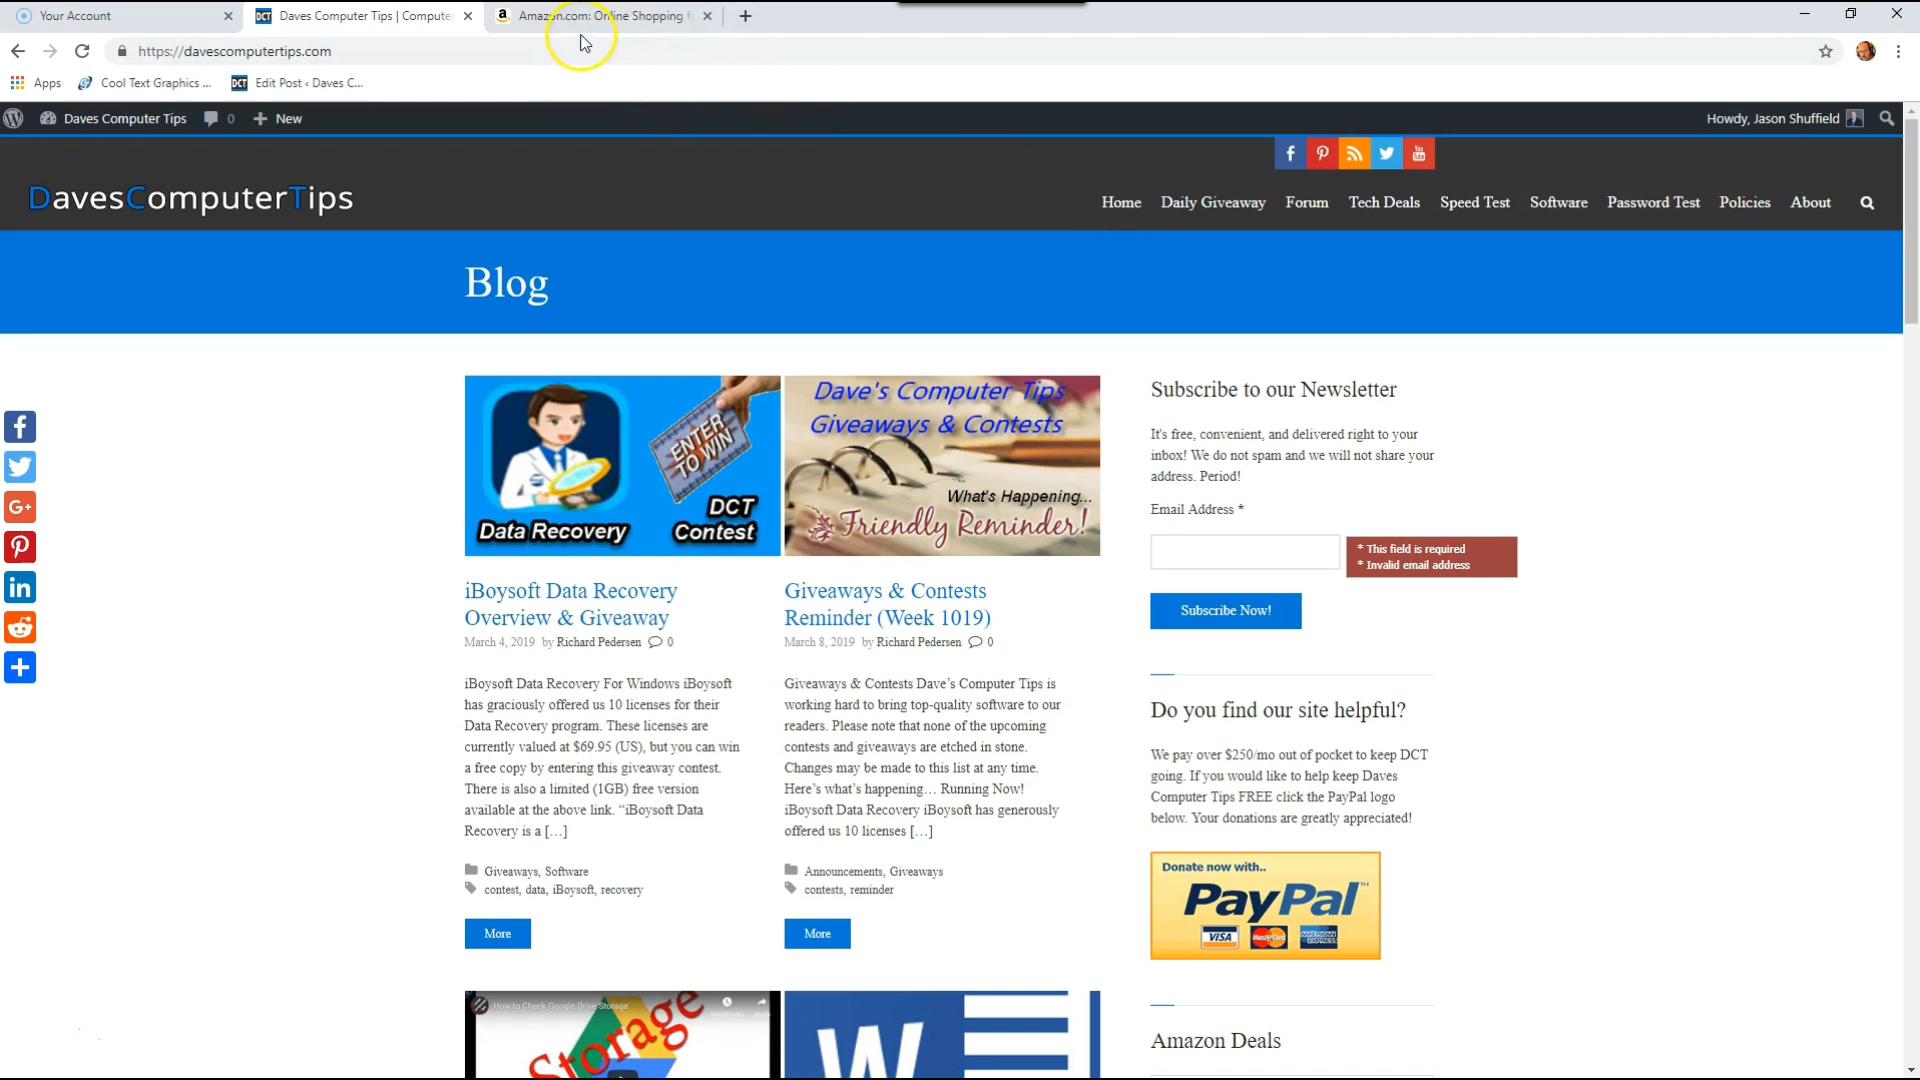 Your Account
Daves Computer Tips | Compute
Amazon.com: Online Shopping f
https://davescomputertips.com
Apps
Cool Text Graphics ...
DCT
Edit Post ‹ Daves C...
Daves Computer Tips
0
New
Howdy, Jason Shuffield
DavesComputerTips
Home
Daily Giveaway
Forum
Tech Deals
Speed Test
Software
Password Test
Policies
About
Blog
ENTER
TO WIN
DCT
Data Recovery
Contest
Dave's Computer Tips
Giveaways & Contests
What's Happening...
Friendly Reminder!
iBoysoft Data Recovery
Overview & Giveaway
March 4, 2019 by Richard Pedersen 0
iBoysoft Data Recovery For Windows iBoysoft
has graciously offered us 10 licenses for their
Data Recovery program. These licenses are
currently valued at $69.95 (US), but you can win
a free copy by entering this giveaway contest.
There is also a limited (1GB) free version
available at the above link. “iBoysoft Data
Recovery is a […]
Giveaways, Software
contest, data, iBoysoft, recovery
More
Giveaways & Contests
Reminder (Week 1019)
March 8, 2019 by Richard Pedersen 0
Giveaways & Contests Dave’s Computer Tips is
working hard to bring top-quality software to our
readers. Please note that none of the upcoming
contests and giveaways are etched in stone.
Changes may be made to this list at any time.
Here’s what’s happening… Running Now!
iBoysoft Data Recovery iBoysoft has generously
offered us 10 licenses […]
Announcements, Giveaways
contests, reminder
More
How to Check Google Drive Storage
Storage
W
Subscribe to our Newsletter
It's free, convenient, and delivered right to your
inbox! We do not spam and we will not share your
address. Period!
Email Address *
* This field is required
* Invalid email address
Subscribe Now!
Do you find our site helpful?
We pay over $250/mo out of pocket to keep DCT
going. If you would like to help keep Daves
Computer Tips FREE click the PayPal logo
below. Your donations are greatly appreciated!
Donate now with..
PayPal
VISA
MasterCard
Amazon Deals